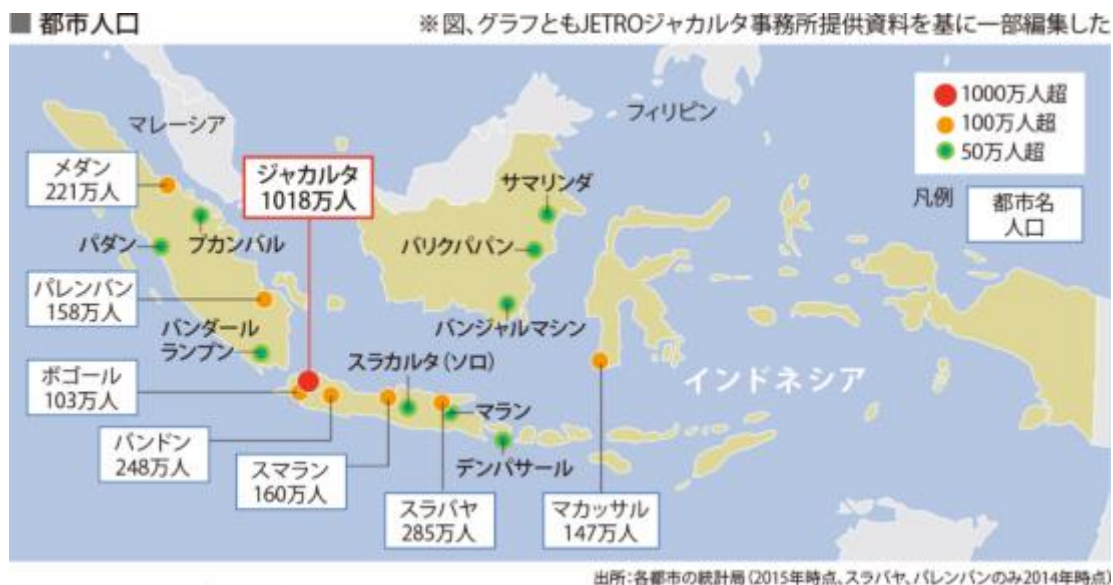 ■ 都市人口
※図、グラフともJETROジャカルタ事務所提供資料を基に一部編集した
1000万人超
100万人超
50万人超
凡例
都市名
人口
マレーシア
フィリピン
メダン
221万人
ジャカルタ
1018万人
サマリンダ
パダン
プカンバル
バリクパパン
パレンバン
158万人
バンダール
ランプン
バンジャルマシン
スラカルタ(ソロ)
インドネシア
ボゴール
103万人
マラン
バンドン
248万人
スマラン
160万人
デンパサール
スラバヤ
285万人
マカッサル
147万人
出所:各都市の統計局(2015年時点、スラバヤ、パレンバンのみ2014年時点)